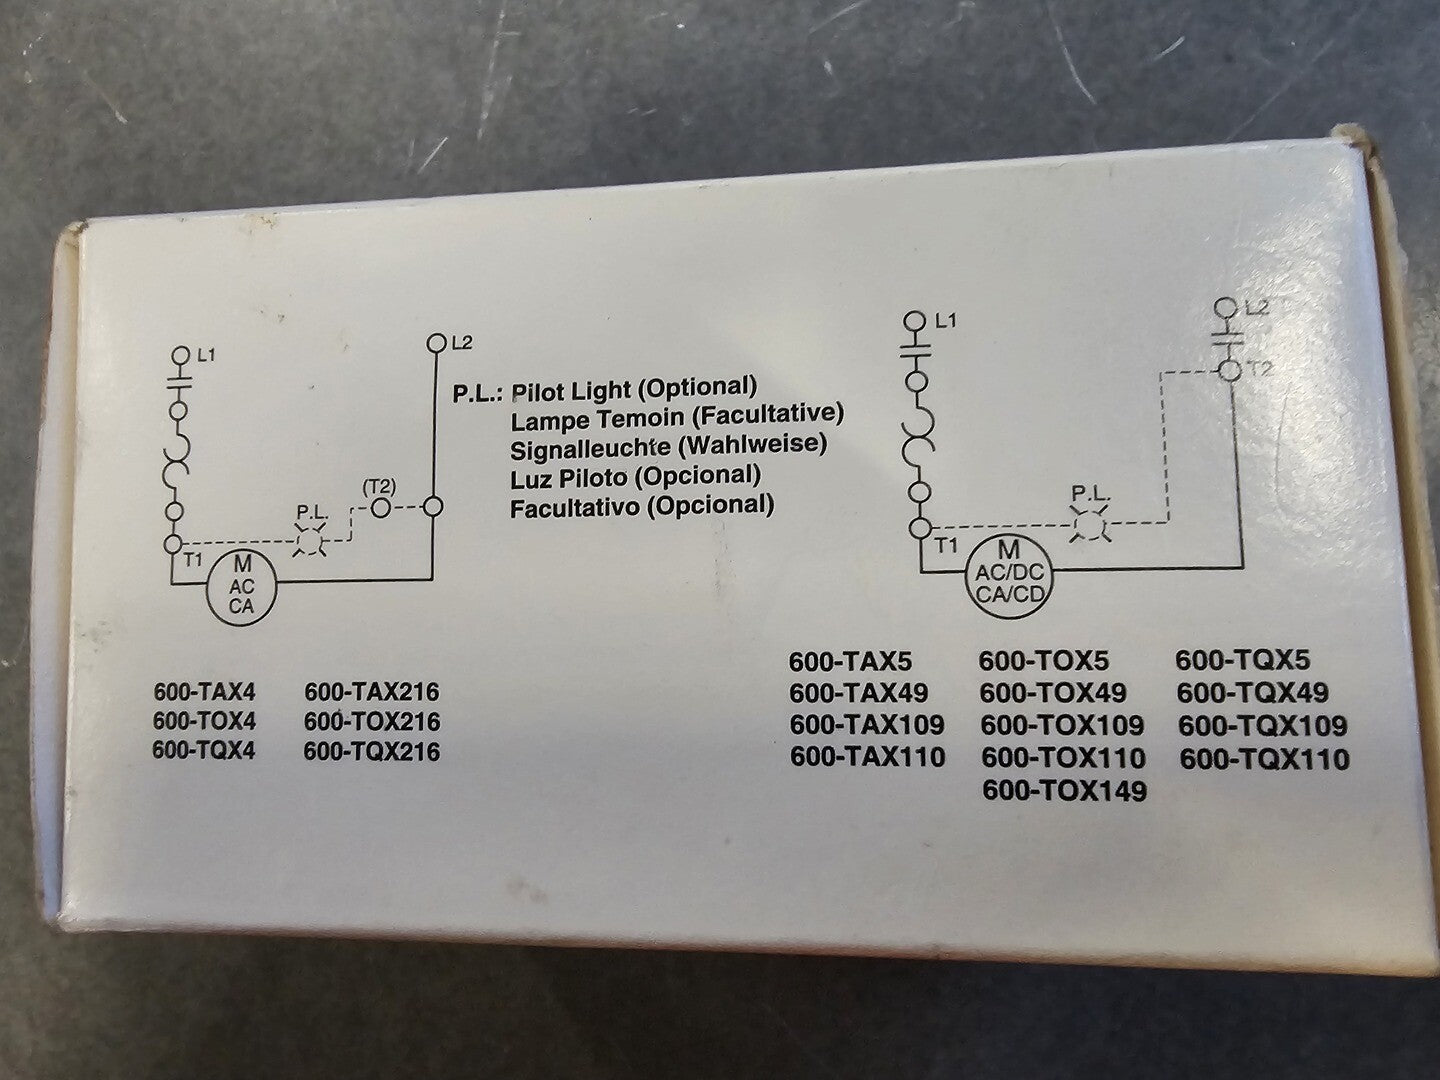 L1
L2
P.L.
(T2)
T1
M
AC
CA
P.L.: Pilot Light (Optional)
Lampe Temoin (Facultative)
Signalleuchte (Wahlweise)
Luz Piloto (Opcional)
Facultativo (Opcional)
L1
L2
T2
P.L.
T1
M
AC/DC
CA/CD
600-TAX4 600-TAX216
600-TOX4 600-TOX216
600-TQX4 600-TQX216
600-TAX5 600-TOX5 600-TQX5
600-TAX49 600-TOX49 600-TQX49
600-TAX109 600-TOX109 600-TQX109
600-TAX110 600-TOX110 600-TQX110
600-TOX149